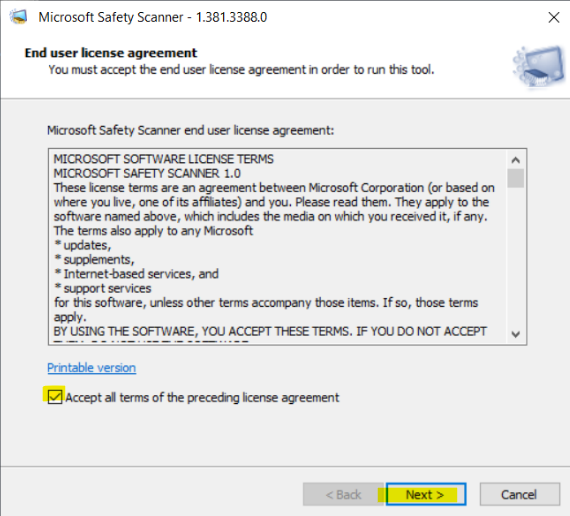 Microsoft Safety Scanner - 1.381.3388.0
End user license agreement
You must accept the end user license agreement in order to run this tool.
Microsoft Safety Scanner end user license agreement:
MICROSOFT SOFTWARE LICENSE TERMS
MICROSOFT SAFETY SCANNER 1.0
These license terms are an agreement between Microsoft Corporation (or based on
where you live, one of its affiliates) and you. Please read them. They apply to the
software named above, which includes the media on which you received it, if any.
The terms also apply to any Microsoft
* updates,
* supplements,
* Internet-based services, and
* support services
for this software, unless other terms accompany those items. If so, those terms
apply.
BY USING THE SOFTWARE, YOU ACCEPT THESE TERMS. IF YOU DO NOT ACCEPT
Printable version
Accept all terms of the preceding license agreement
< Back
Next >
Cancel